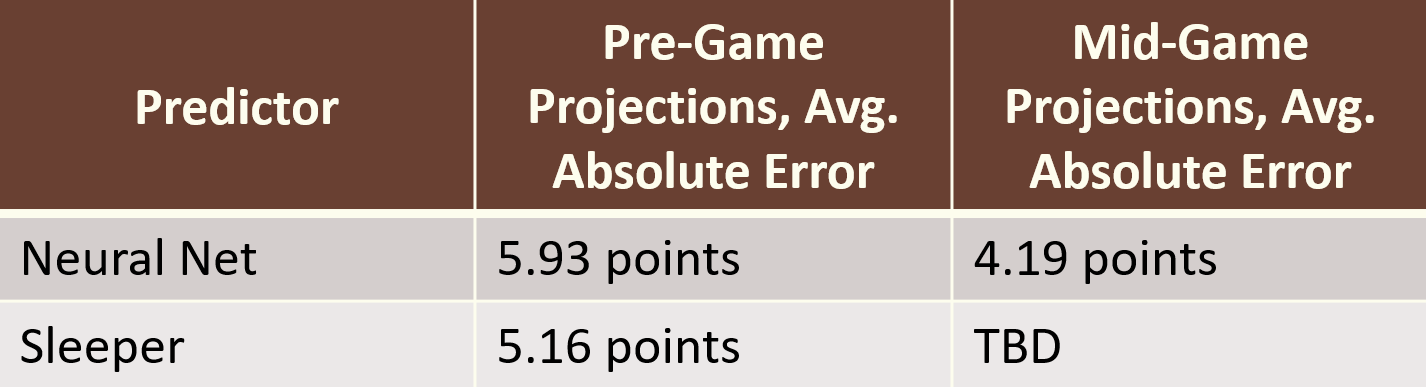 Predictor
Pre-Game
Projections, Avg.
Absolute Error
Mid-Game
Projections, Avg.
Absolute Error
Neural Net
5.93 points
4.19 points
Sleeper
5.16 points
TBD